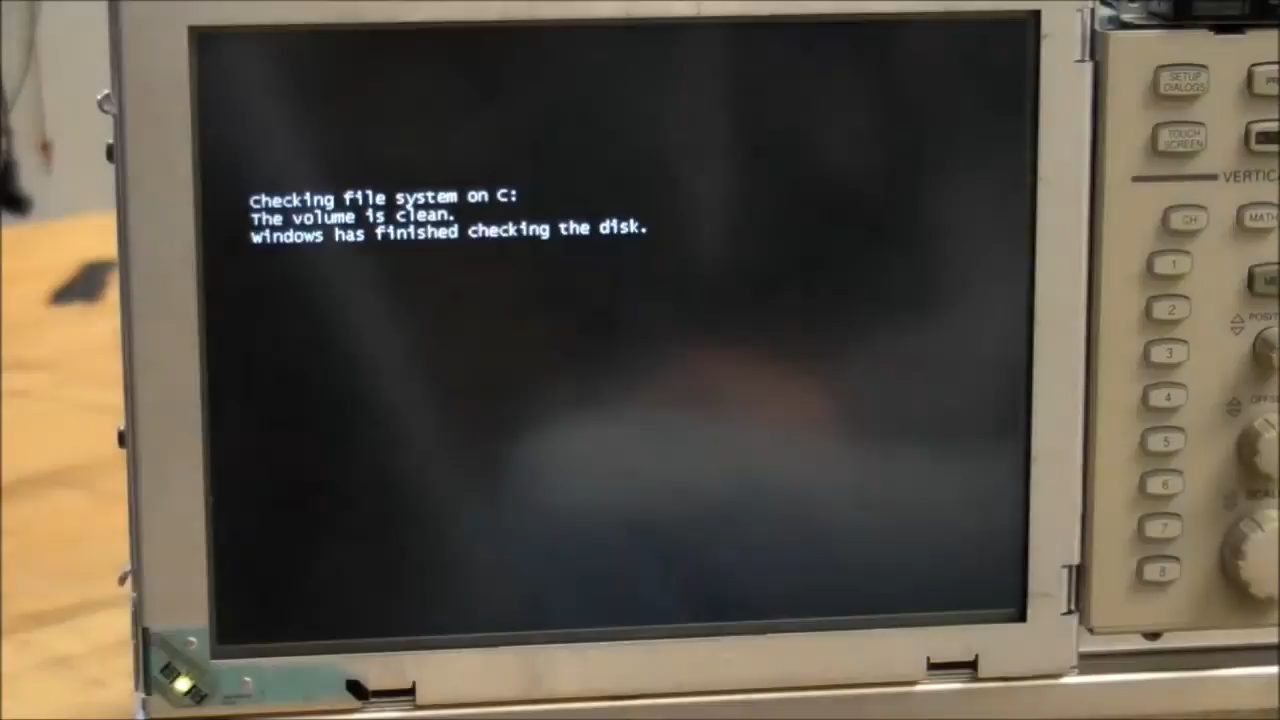 Checking file system on C:
The volume is clean.
Windows has finished checking the disk.
SETUP
DIALOGS
TOUCH
SCREEN
CH
MATH
1
2
3
4
5
6
7
8